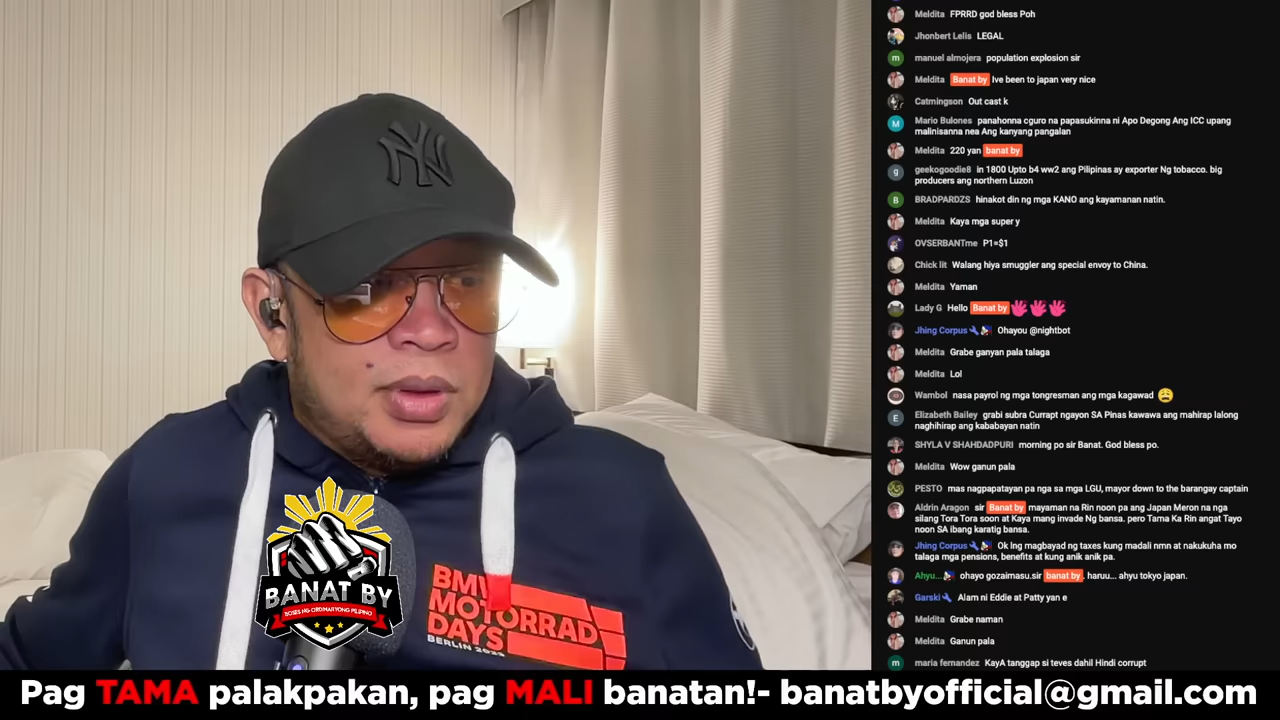 Meldita FPRRD god bless Poh
Jhonbert Lelis LEGAL
m manuel almojera population explosion sir
Meldita Banat by Ive been to japan very nice
Catmingson Out cast k
M Mario Bulones panahonna cguro na papasukinna ni Apo Degong Ang ICC upang
malinisanna nea Ang kanyang pangalan
Meldita 220 yan banat by
g geekogoodie8 in 1800 Upto b4 ww2 ang Pilipinas ay exporter Ng tobacco. big
producers ang northern Luzon
B BRADPARDZS hinakot din ng mga KANO ang kayamanan natin.
Meldita Kaya mga super y
OVSERBANTme P1=$1
Chick lit Walang hiya smuggler ang special envoy to China.
Meldita Yaman
Lady G Hello Banat by
Jhing Corpus Ohayou @nightbot
Meldita Grabe ganyan pala talaga
Meldita Lol
Wambol nasa payrol ng mga tongresman ang mga kagawad
E Elizabeth Bailey grabi subra Currapt ngayon SA Pinas kawawa ang mahirap lalong
naghihirap ang kababayan natin
SHYLA V SHAHDADPURI morning po sir Banat. God bless po.
Meldita Wow ganun pala
PESTO mas nagpapatayan pa nga sa mga LGU, mayor down to the barangay captain
Aldrin Aragon sir Banat by mayaman na Rin noon pa ang Japan Meron na nga
silang Tora Tora soon at Kaya mang invade Ng bansa. pero Tama Ka Rin angat Tayo
noon SA ibang karatig bansa.
Jhing Corpus Ok lng magbayad ng taxes kung madali nmn at nakukuha mo
talaga mga pensions, benefits at kung anik anik pa.
Ahyu... ohayo gozaimasu.sir banat by, haruu... ahyu tokyo japan.
Garski Alam ni Eddie at Patty yan e
Meldita Grabe naman
Meldita Ganun pala
m maria fernandez KayA tanggap si teves dahil Hindi corrupt
NY
BANAT BY
BOSES NG ORDINARYONG PILIPINO
BMW
MOTORRAD
DAYS
Pag TAMA palakpakan, pag MALI banatan!- banatbyofficial@gmail.com